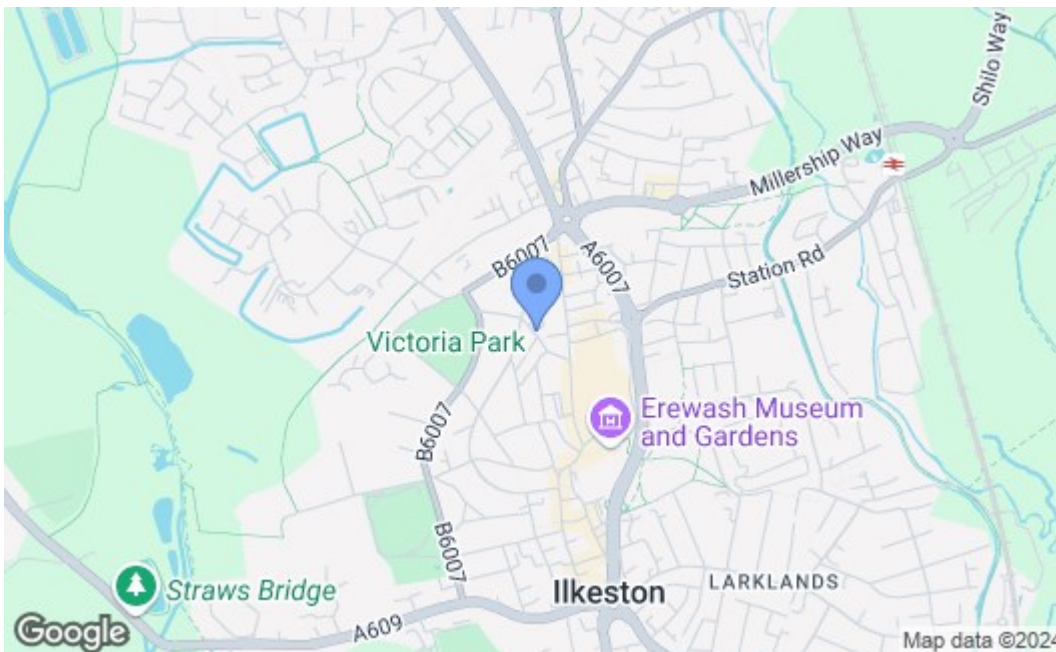 Shilo Way
Millership Way
B6007
A6007
Station Rd
Victoria Park
Erewash Museum
and Gardens
B6007
B6007
Straws Bridge
Ilkeston
LARKLANDS
A609
Google
Map data ©2024